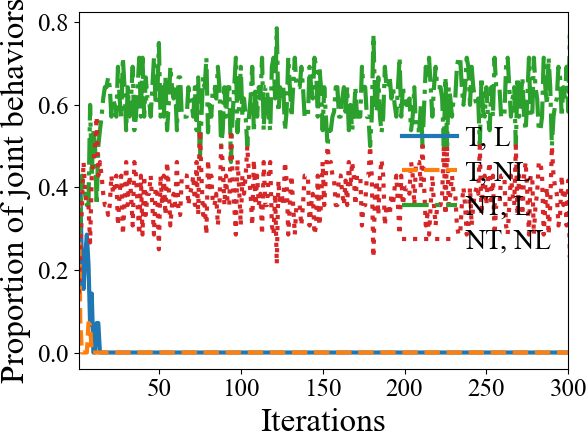 Proportion of joint behaviors
0.8
0.6
0.4
0.2
0.0
T, L
T, NL
NT, L
NT, NL
50
100
150
200
250
300
Iterations